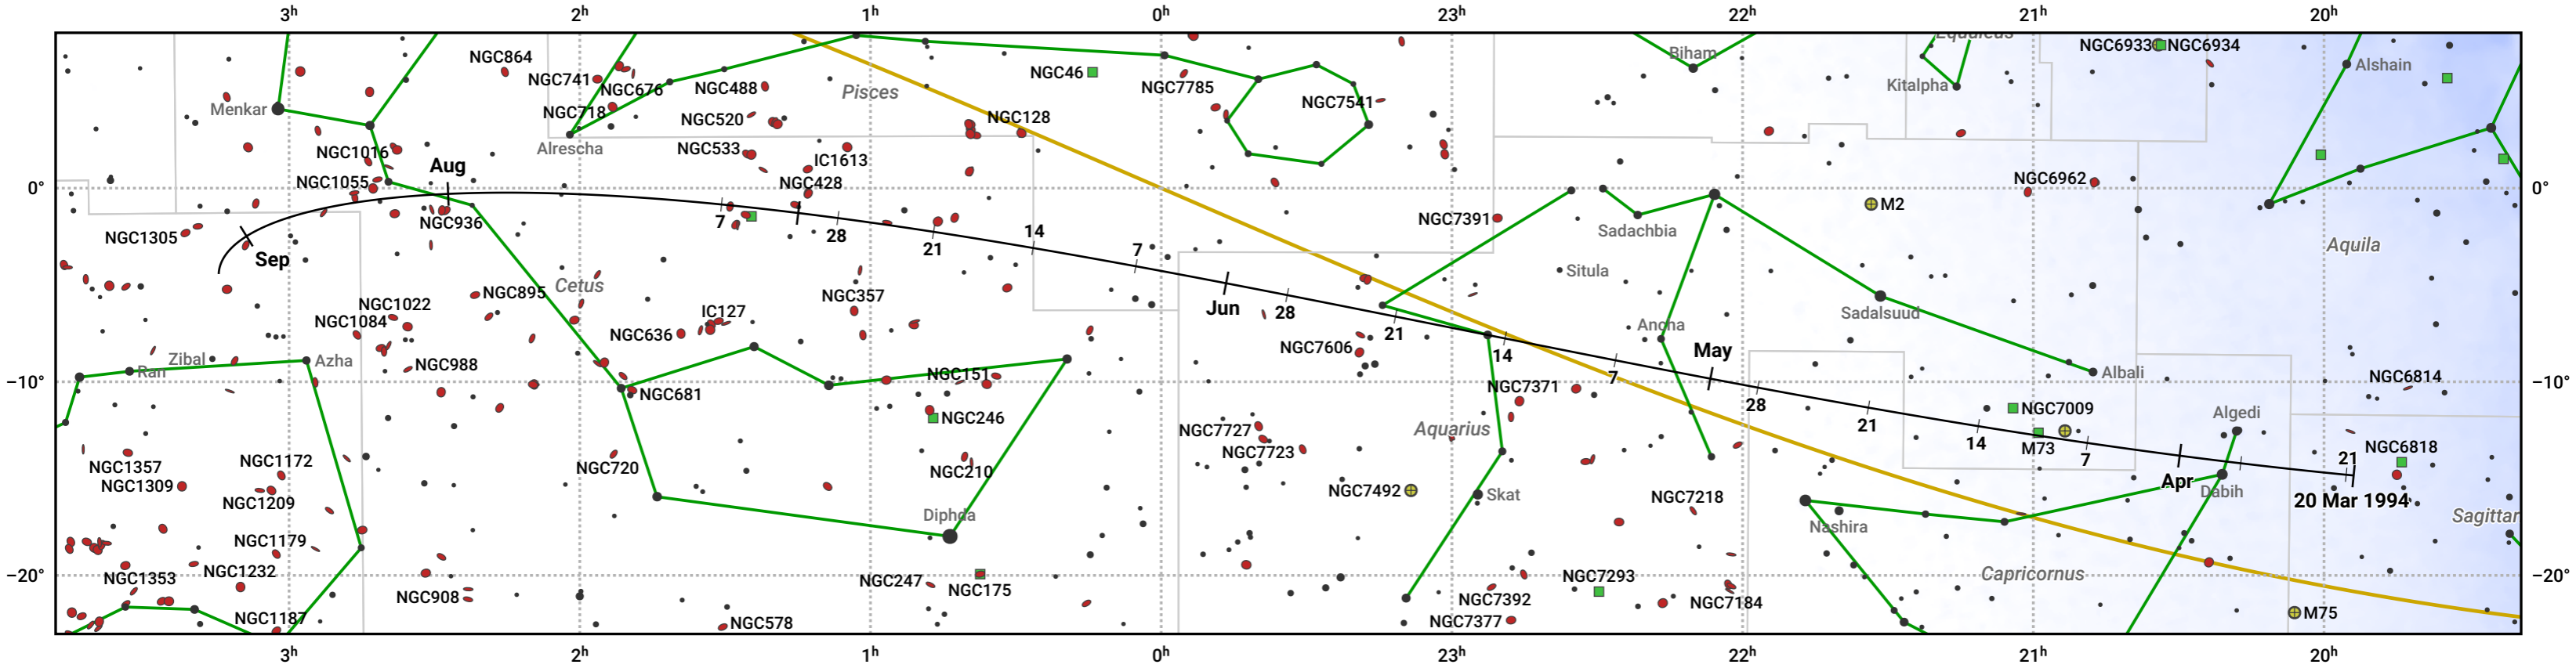 3h 2h 1h 0h 23h 22h 21h 20h
NGC864 NGC741 NGC676 NGC488 Pisces NGC46 NGC7785 NGC7541 Biham Equuleus NGC6933 NGC6934 Alshain
Menkar NGC718 NGC520 NGC128 Kitalpha
NGC1016 Alrescha NGC533 IC1613
Aug
0° NGC1055 NGC428 NGC6962 0°
NGC936 7 28 NGC7391 M2
NGC1305 21 14 Sadachbia Aquila
Sep 7 Situla
Cetus
NGC895 NGC357 Jun 28
NGC1022 IC127 Sadalsuud
NGC1084 NGC636 21 Ancha
Zibal Azha NGC988 NGC7606 14 May
Ran NGC151 7 Albali NGC6814
−10° NGC681 NGC7371 28 −10°
NGC246 21 NGC7009 Algedi
NGC7727 Aquarius 14 M73
NGC1357 NGC1172 NGC720 NGC210 NGC7723 7 21 NGC6818
NGC1309 NGC7492 Skat Apr Dabih
NGC1209 NGC7218 20 Mar 1994
Diphda Nashira Sagittar
NGC1179
NGC1353 NGC1232 NGC247 NGC175 NGC7293 Capricornus
−20° −20°
NGC908 NGC7392 NGC7184
NGC1187 NGC578 NGC7377 M75
3h 2h 1h 0h 23h 22h 21h 20h